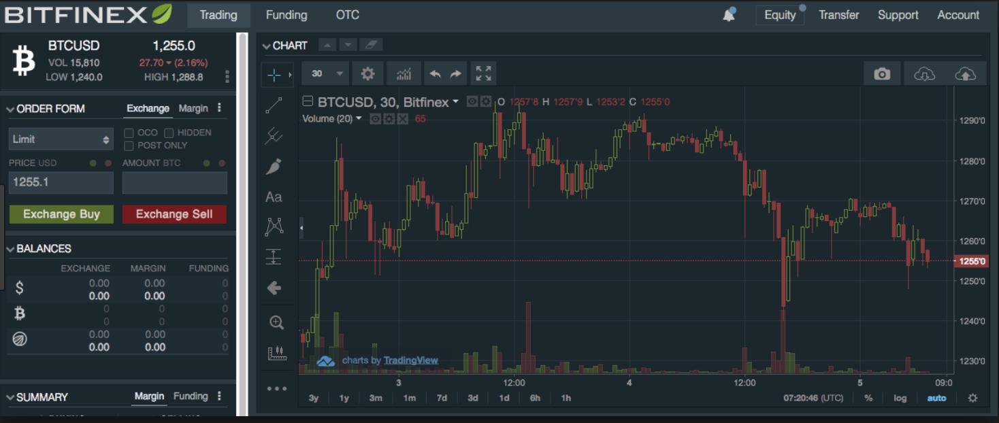 BITFINEX Trading Funding OTC Equity Transfer Support Account
BTCUSD 1,255.0
VOL 15,810 27.70 (2.16%)
LOW 1,240.0 HIGH 1,288.8
ORDER FORM Exchange Margin
Limit OCO HIDDEN
POST ONLY
PRICE USD AMOUNT BTC
1255.1
Exchange Buy Exchange Sell
BALANCES
EXCHANGE MARGIN FUNDING
$ 0.00 0.00 0
0.00 0.00 0
0 0 0
0 0 0
0.00 0.00 0
0.00 0.00 0
SUMMARY Margin Funding
CHART
30
BTCUSD, 30, Bitfinex O 1257'8 H 1257'9 L 1253'2 C 1255'0
Volume (20) 65
Aa
1290'0
1280'0
1270'0
1260'0
1255'0
1250'0
1240'0
1230'0
charts by TradingView
3 12:00 4 12:00 5 09:0
3y 1y 3m 1m 7d 3d 1d 6h 1h 07:20:46 (UTC) % log auto